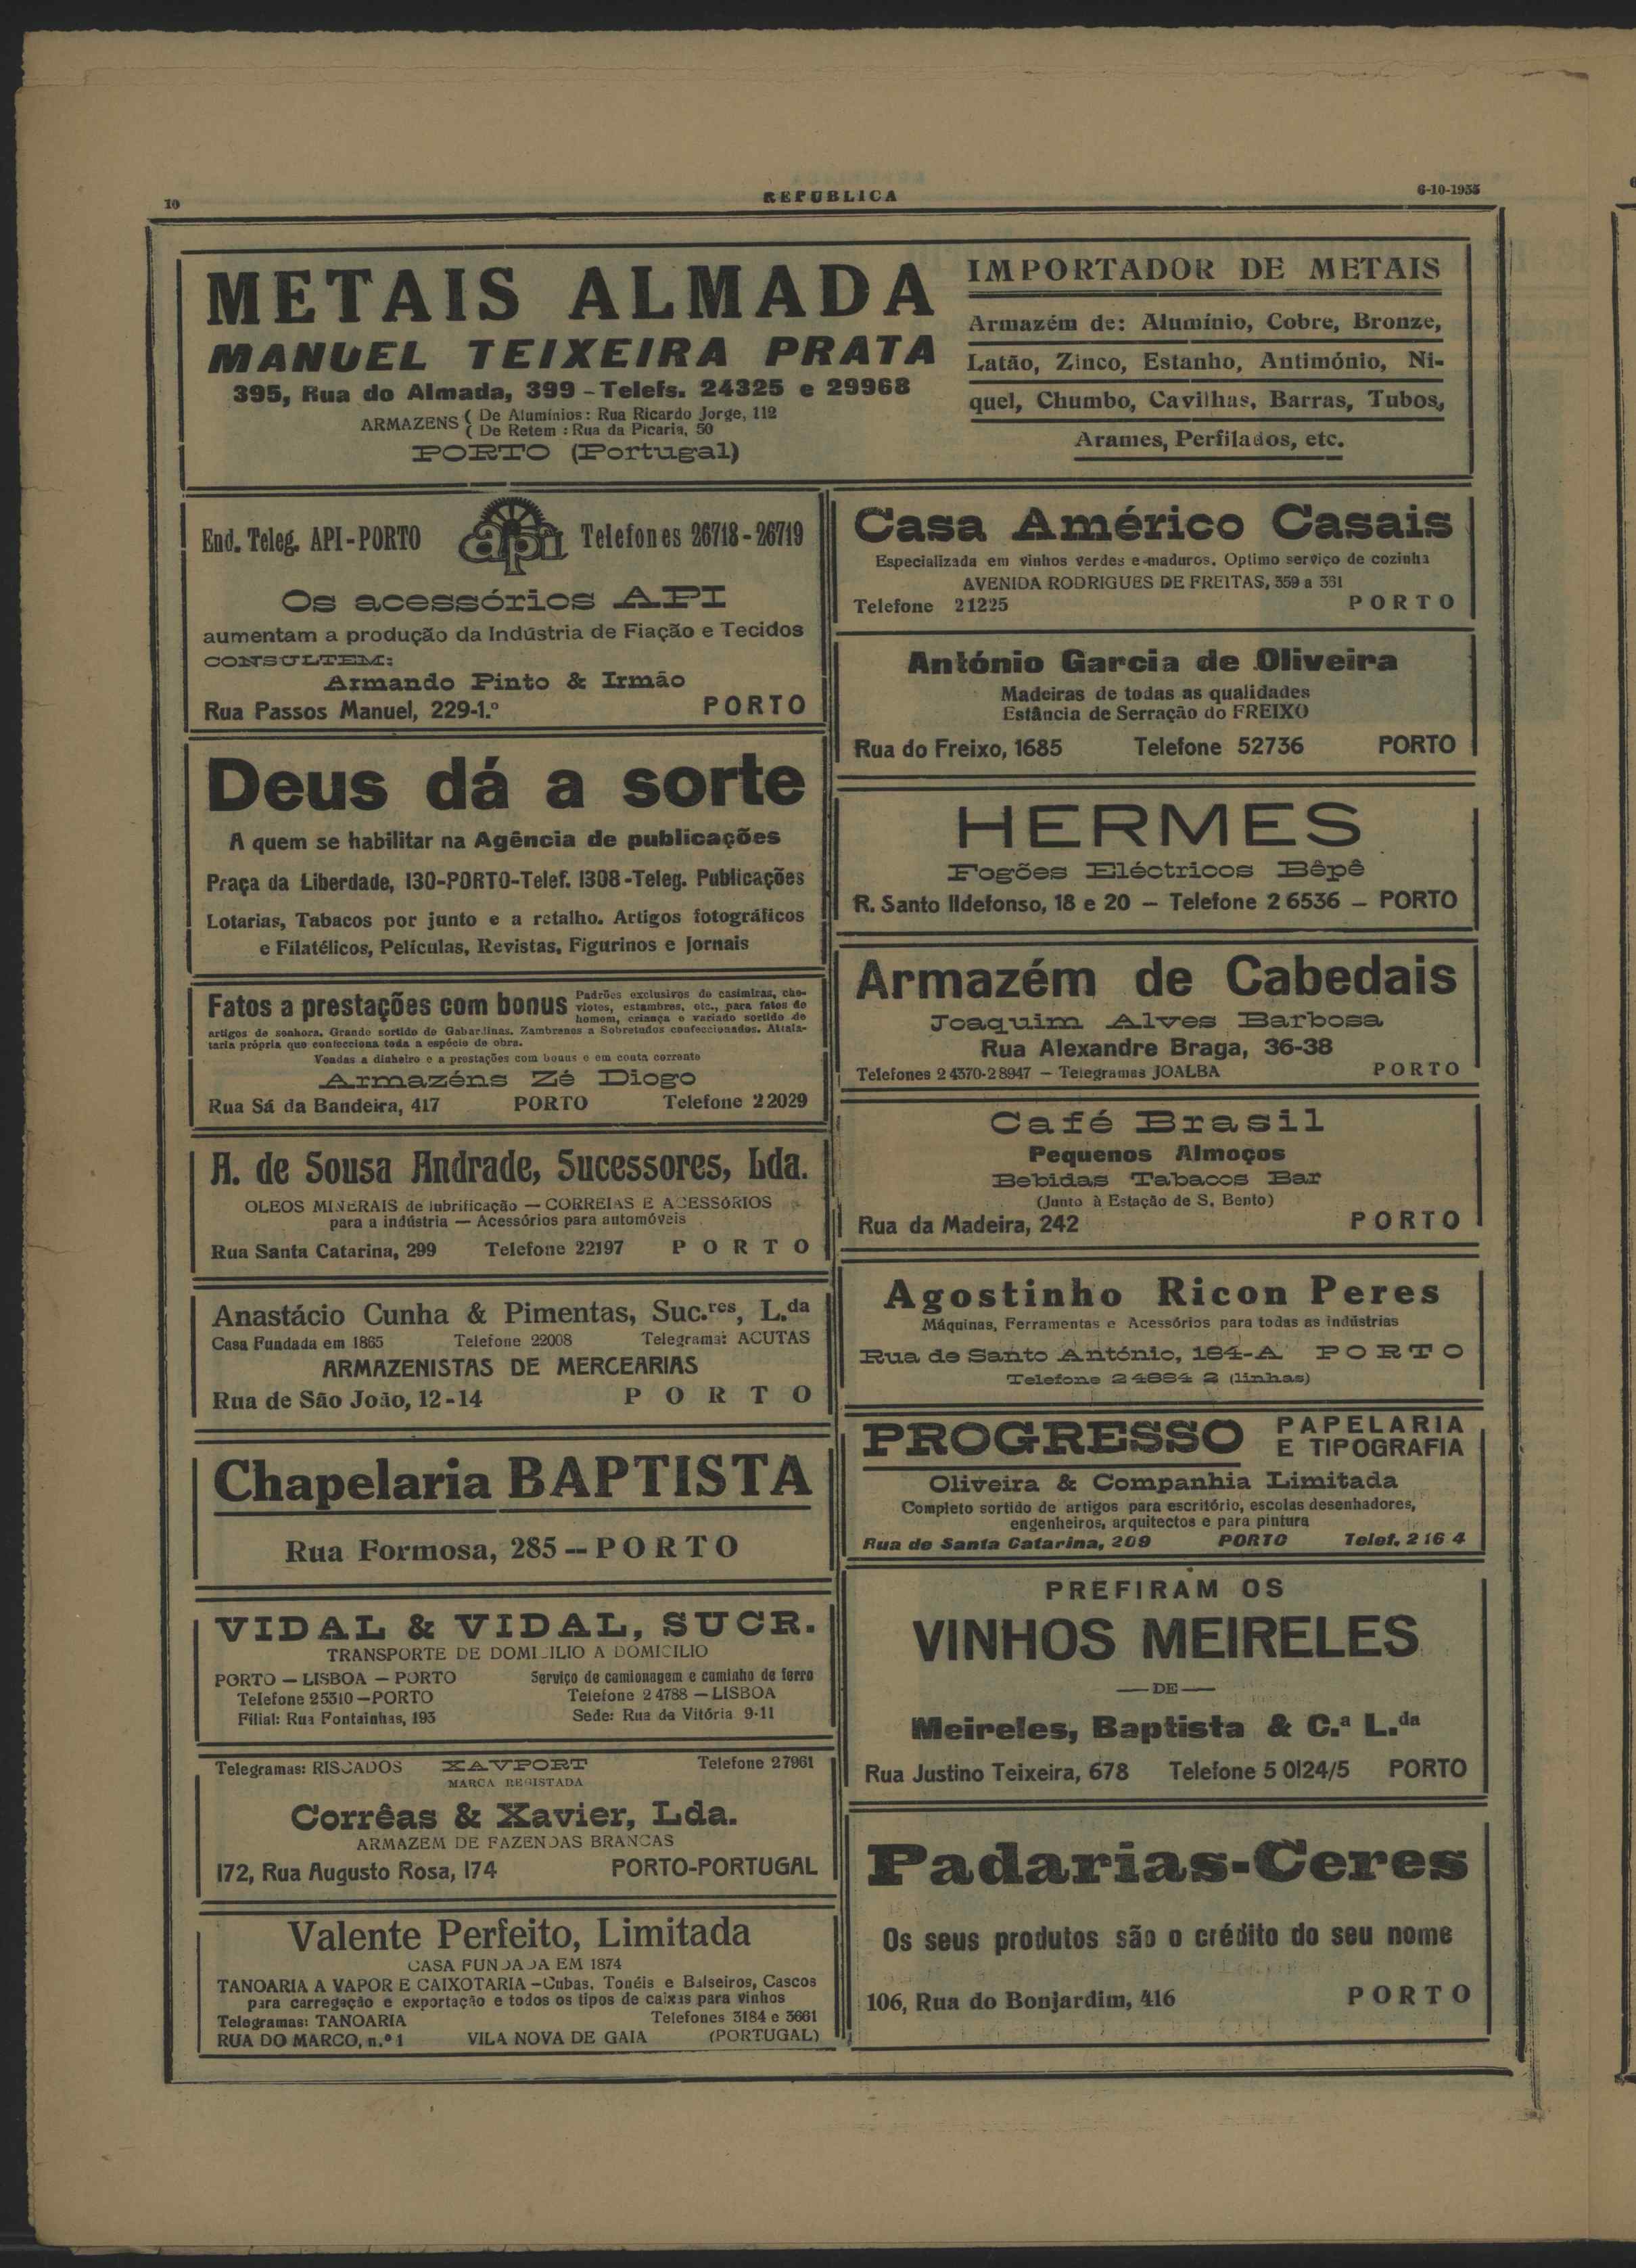 10
REPUBLICA
6-10-1955
METAIS ALMADA
MANUEL TEIXEIRA PRATA
395, Rua do Almada, 399 - Telefs. 24325 e 29968
ARMAZENS { De Alumínios: Rua Ricardo Jorge, 112
{ De Retem : Rua da Picaria, 50
PORTO (Portugal)
IMPORTADOR DE METAIS
Armazém de: Alumínio, Cobre, Bronze,
Latão, Zinco, Estanho, Antimónio, Ni-
quel, Chumbo, Cavilhas, Barras, Tubos,
Arames, Perfilados, etc.
End. Teleg. API-PORTO
api
Telefones 26718-26719
Os acessórios API
aumentam a produção da Indústria de Fiação e Tecidos
CONSULTEM:
Armando Pinto & Irmão
Rua Passos Manuel, 229-1.º PORTO
Deus dá a sorte
A quem se habilitar na Agência de publicações
Praça da Liberdade, 130-PORTO-Telef. 1308-Teleg. Publicações
Lotarias, Tabacos por junto e a retalho. Artigos fotográficos
e Filatélicos, Películas, Revistas, Figurinos e Jornais
Fatos a prestações com bonus
Padrões exclusivos de casimiras, che-
viotes, estambres, etc., para fatos de
homem, criança e variado sortido de
artigos de senhora. Grande sortido de Gabardinas. Zambrenes a Sobretudos confeccionados. Alfaia-
taria própria que confecciona toda a espécie de obra.
Vendas a dinheiro e a prestações com bonus e em conta corrente
Armazéns Zé Diogo
Rua Sá da Bandeira, 417 PORTO Telefone 22029
A. de Sousa Andrade, Sucessores, Lda.
OLEOS MINERAIS de lubrificação — CORREIAS E ACESSÓRIOS
para a indústria — Acessórios para automóveis
Rua Santa Catarina, 299 Telefone 22197 PORTO
Anastácio Cunha & Pimentas, Suc.res, L.da
Casa Fundada em 1865 Telefone 22008 Telegrama: ACUTAS
ARMAZENISTAS DE MERCEARIAS
Rua de São João, 12-14 PORTO
Chapelaria BAPTISTA
Rua Formosa, 285 -- PORTO
VIDAL & VIDAL, SUCR.
TRANSPORTE DE DOMICILIO A DOMICILIO
PORTO — LISBOA — PORTO Serviço de camionagem e caminho de ferro
Telefone 25310 — PORTO Telefone 2 4788 — LISBOA
Filial: Rua Fontainhas, 193 Sede: Rua da Vitória 9-11
Telegramas: RISCADOS XAVPORT Telefone 27961
MARCA REGISTADA
Corrêas & Xavier, Lda.
ARMAZEM DE FAZENDAS BRANCAS
172, Rua Augusto Rosa, 174 PORTO-PORTUGAL
Valente Perfeito, Limitada
CASA FUNDADA EM 1874
TANOARIA A VAPOR E CAIXOTARIA — Cubas, Tonéis e Balseiros, Cascos
para carregação e exportação e todos os tipos de caixas para vinhos
Telegramas: TANOARIA Telefones 3184 e 3661
RUA DO MARCO, n.º 1 VILA NOVA DE GAIA (PORTUGAL)
Casa Américo Casais
Especializada em vinhos verdes e maduros. Optimo serviço de cozinha
AVENIDA RODRIGUES DE FREITAS, 359 a 361
Telefone 21225 PORTO
António Garcia de Oliveira
Madeiras de todas as qualidades
Estância de Serração do FREIXO
Rua do Freixo, 1685 Telefone 52736 PORTO
HERMES
Fogões Eléctricos Bêpê
R. Santo Ildefonso, 18 e 20 — Telefone 2 6536 — PORTO
Armazém de Cabedais
Joaquim Alves Barbosa
Rua Alexandre Braga, 36-38
Telefones 2 4370-2 8947 — Telegramas JOALBA PORTO
Café Brasil
Pequenos Almoços
Bebidas Tabacos Bar
(Junto à Estação de S. Bento)
Rua da Madeira, 242 PORTO
Agostinho Ricon Peres
Máquinas, Ferramentas e Acessórios para todas as indústrias
Rua de Santo António, 184-A PORTO
Telefone 24884 2 (linhas)
PROGRESSO PAPELARIA
E TIPOGRAFIA
Oliveira & Companhia Limitada
Completo sortido de artigos para escritório, escolas desenhadores,
engenheiros, arquitectos e para pintura
Rua de Santa Catarina, 209 PORTO Telef. 216 4
PREFIRAM OS
VINHOS MEIRELES
— DE —
Meireles, Baptista & C.ª L.da
Rua Justino Teixeira, 678 Telefone 5 0124/5 PORTO
Padarias-Ceres
Os seus produtos são o crédito do seu nome
106, Rua do Bonjardim, 416 PORTO